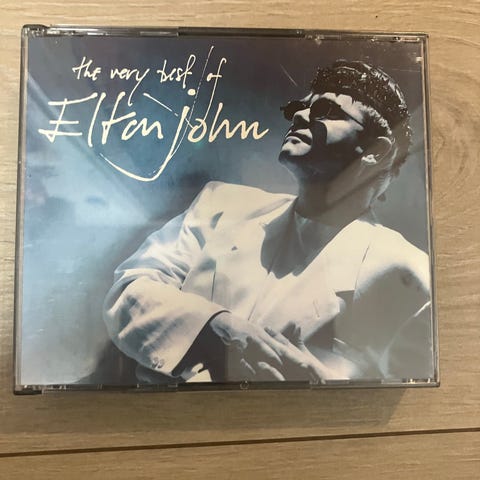 the very best of
Elton john